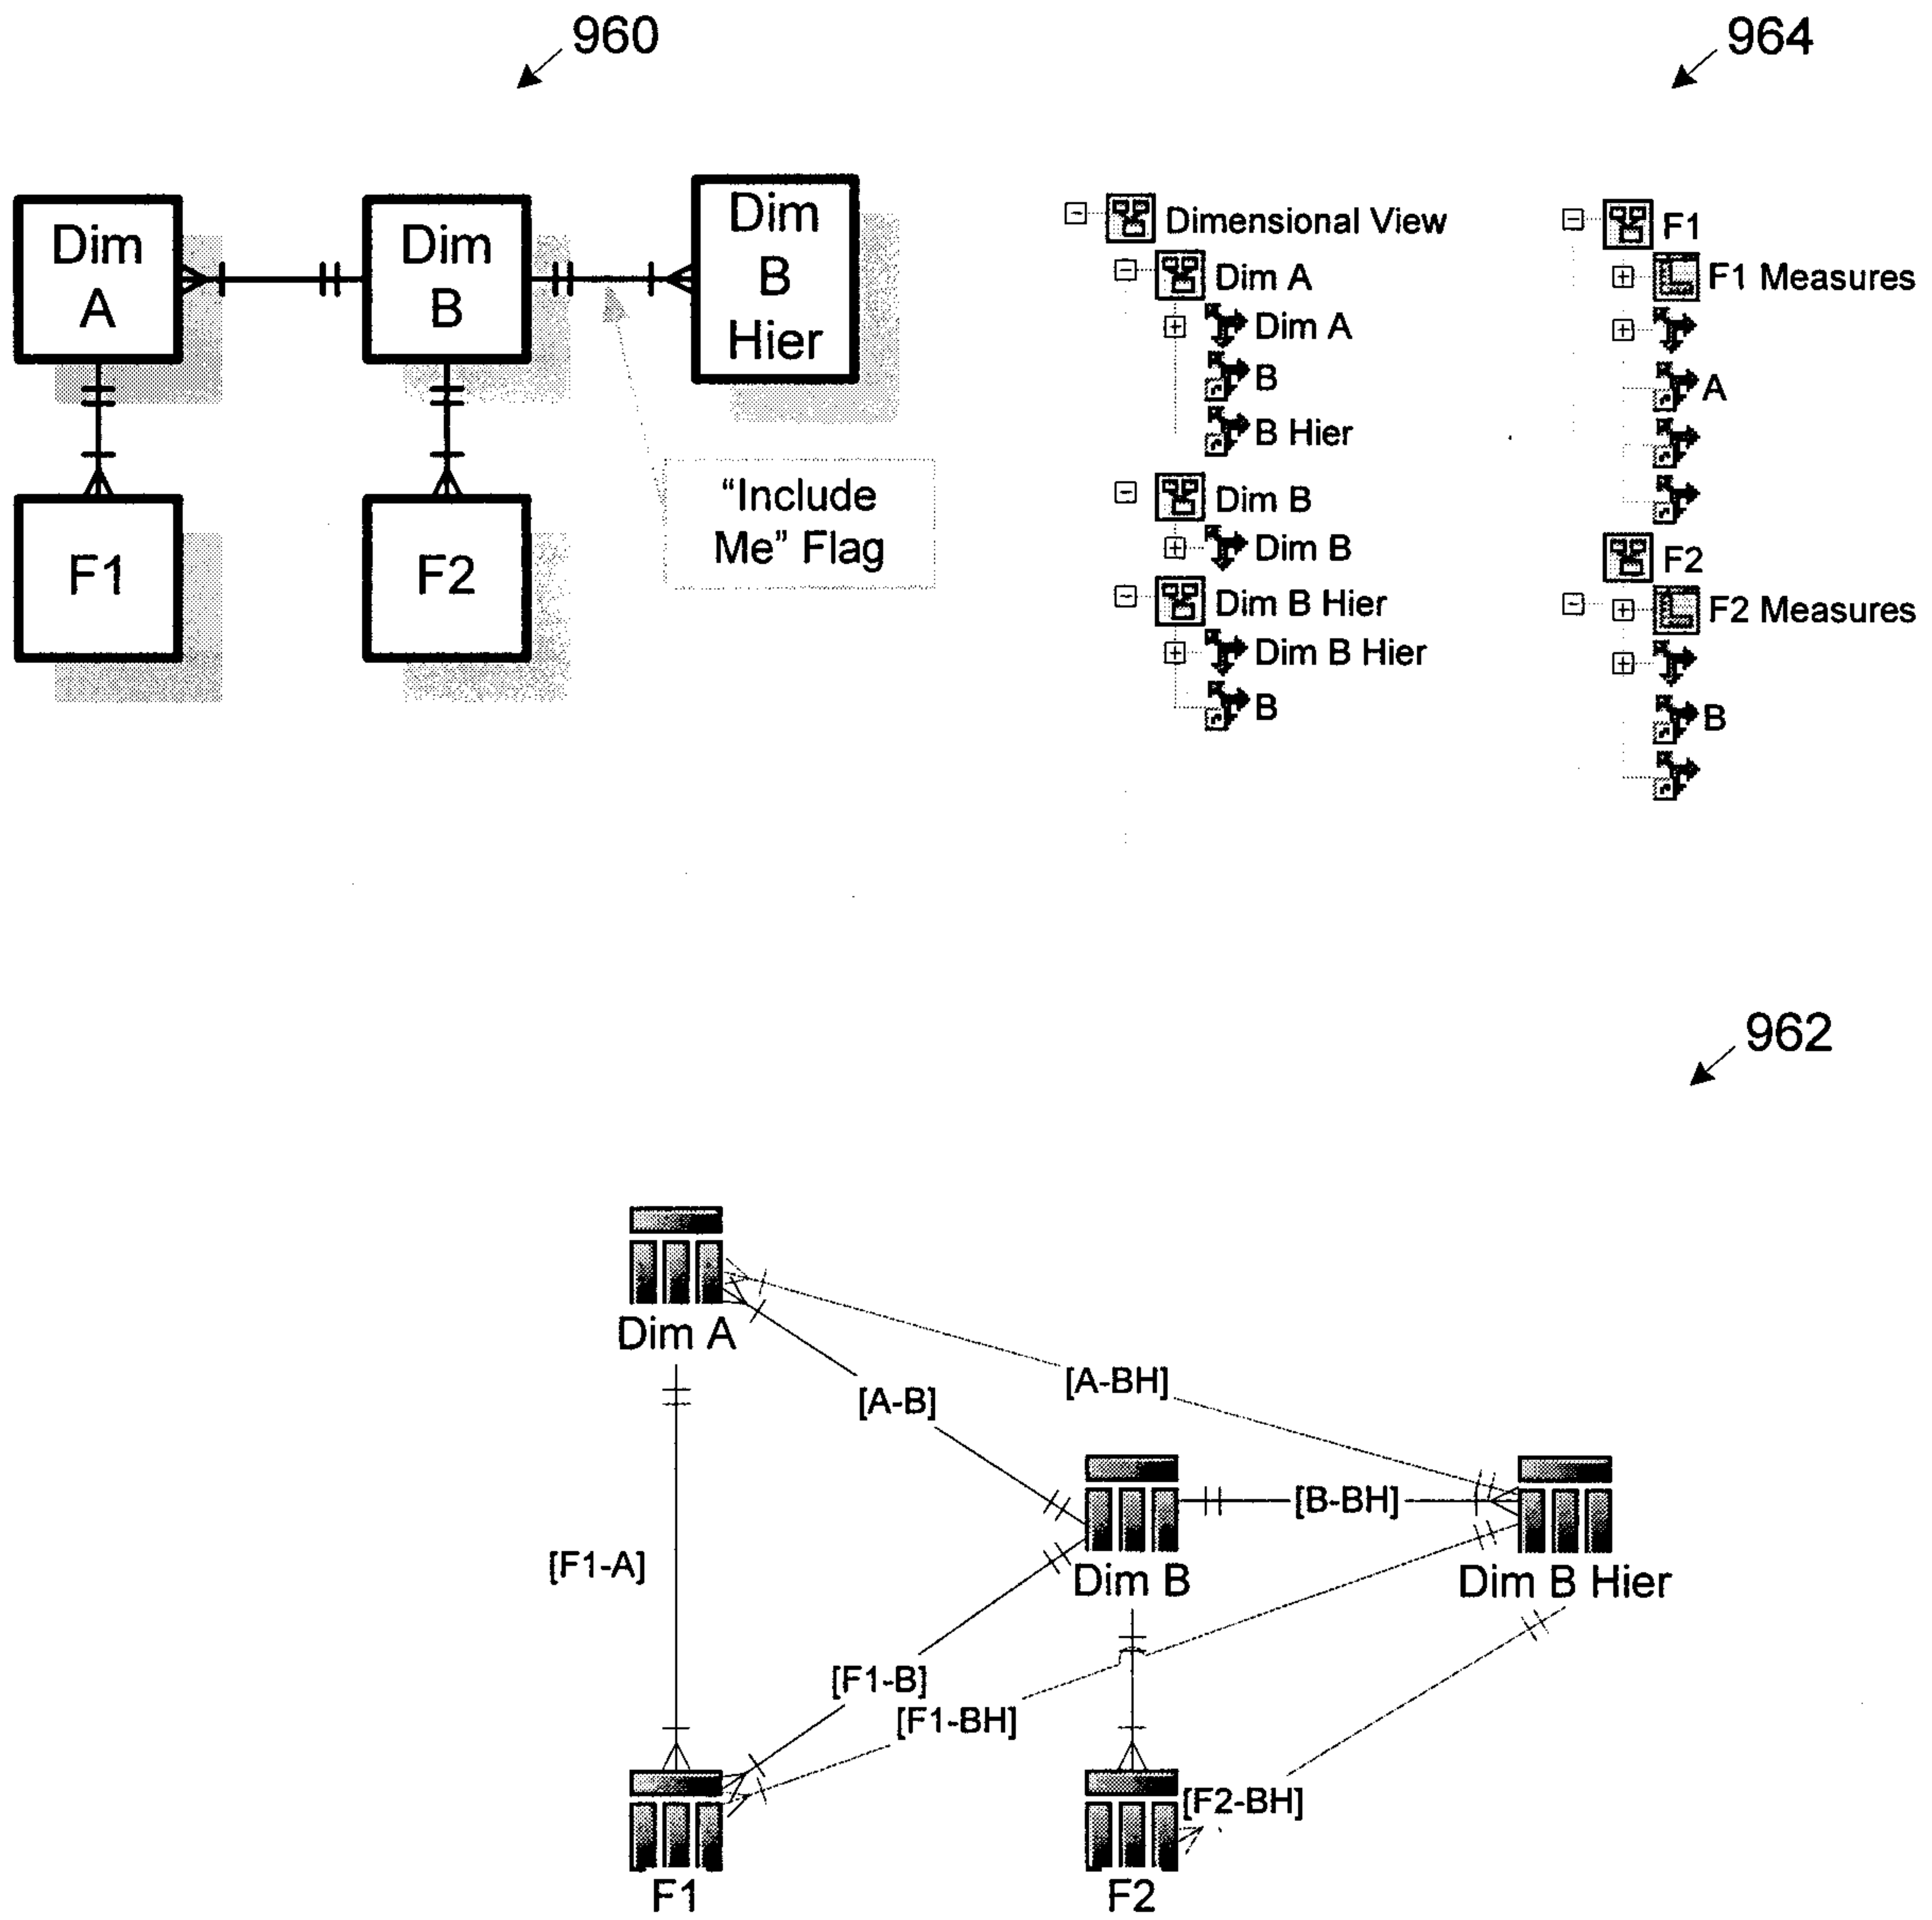 960
964
Dim
A
Dim
B
Dim
B
Hier
F1
F2
“Include
Me” Flag
Dimensional View
Dim A
Dim A
B
B Hier
Dim B
Dim B
Dim B Hier
Dim B Hier
B
F1
F1 Measures
A
F2
F2 Measures
B
962
Dim A
[A-BH]
[A-B]
[B-BH]
[F1-A]
Dim B
Dim B Hier
[F1-B]
[F1-BH]
[F2-BH]
F1
F2